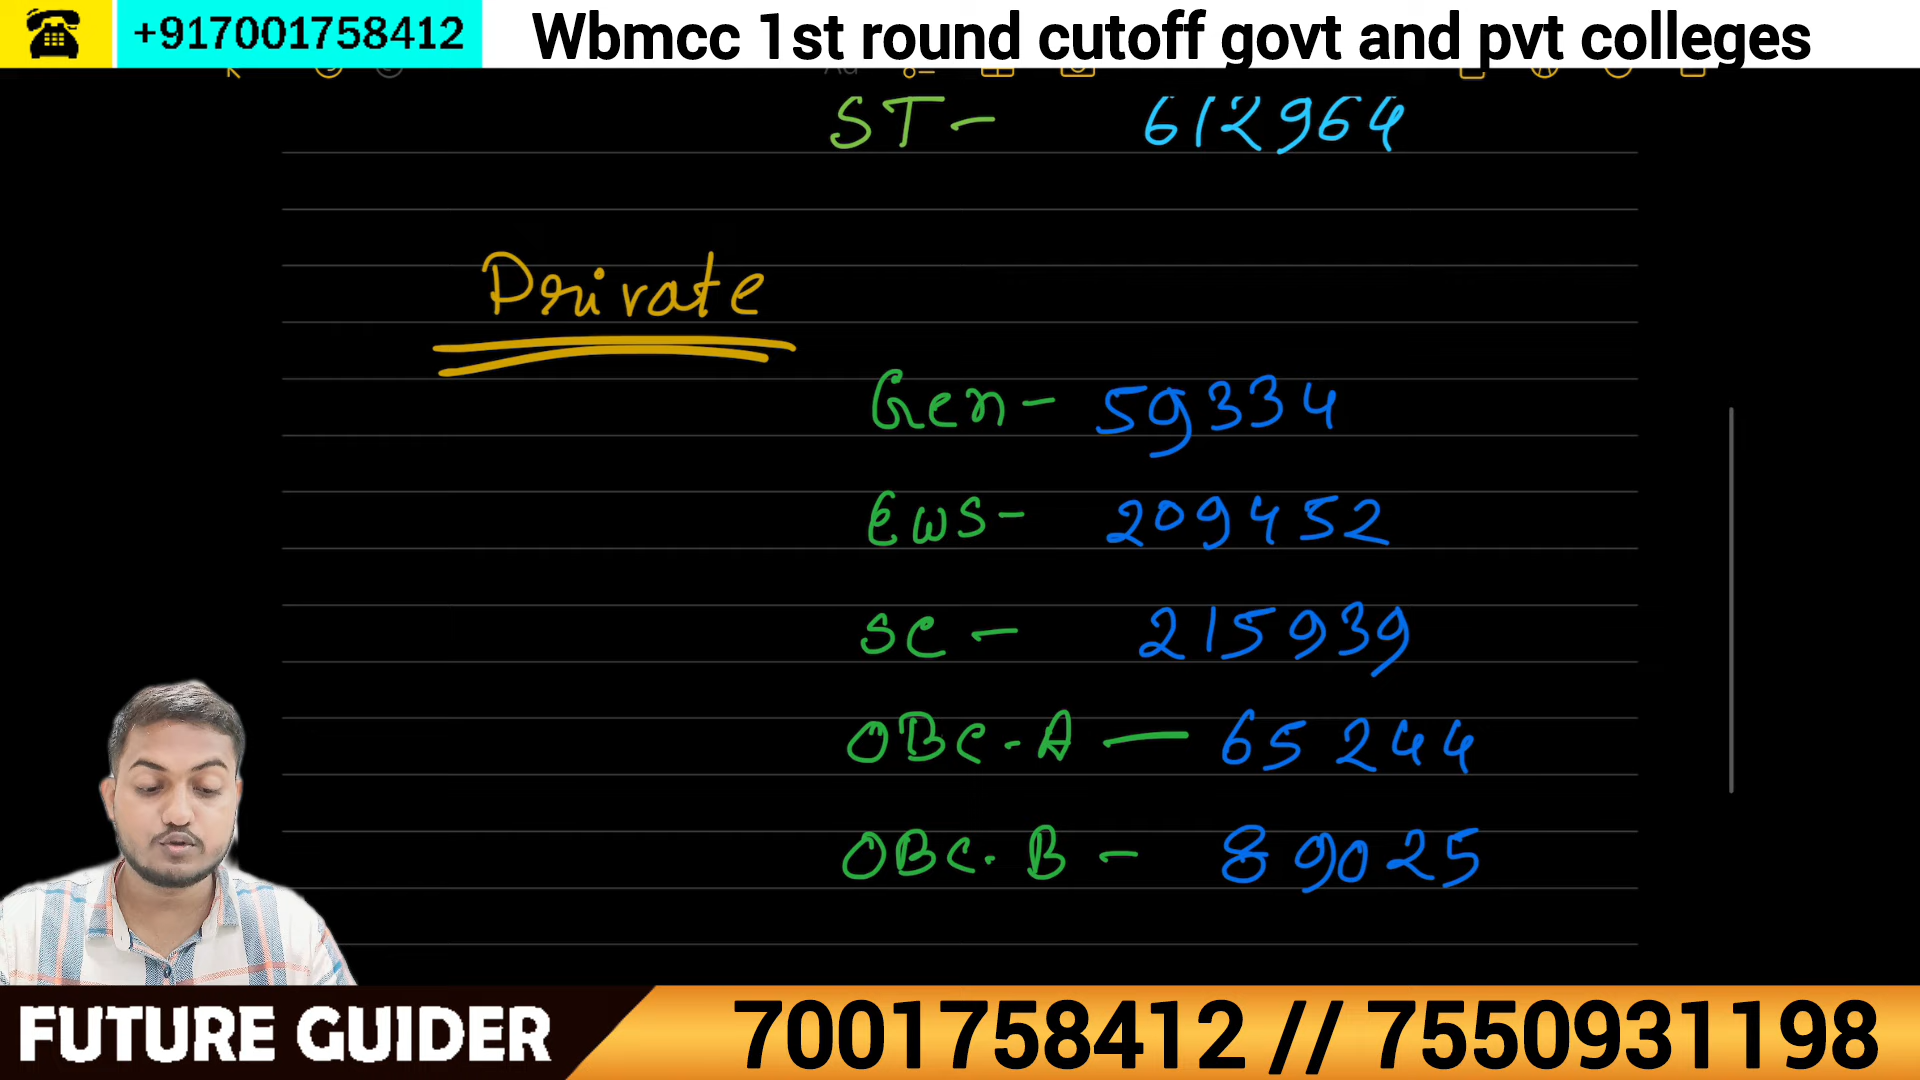 +917001758412 Wbmcc 1st round cutoff govt and pvt colleges
ST - 612964
Private
Gen - 59334
EWS - 209452
SC - 215939
OBC-A — 65244
OBC-B - 89025
FUTURE GUIDER 7001758412 // 7550931198